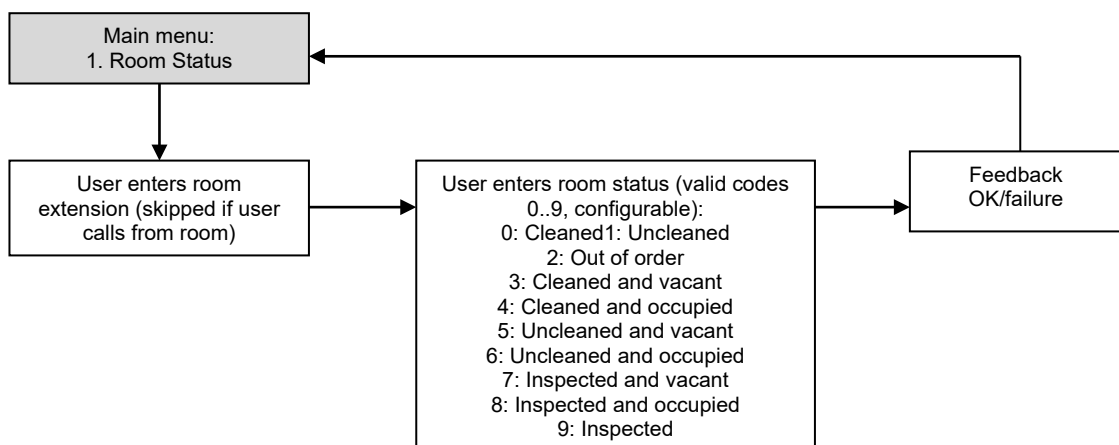 Main menu:
1. Room Status
User enters room
extension (skipped if user
calls from room)
User enters room status (valid codes
0..9, configurable):
0: Cleaned1: Uncleaned
2: Out of order
3: Cleaned and vacant
4: Cleaned and occupied
5: Uncleaned and vacant
6: Uncleaned and occupied
7: Inspected and vacant
8: Inspected and occupied
9: Inspected
Feedback
OK/failure